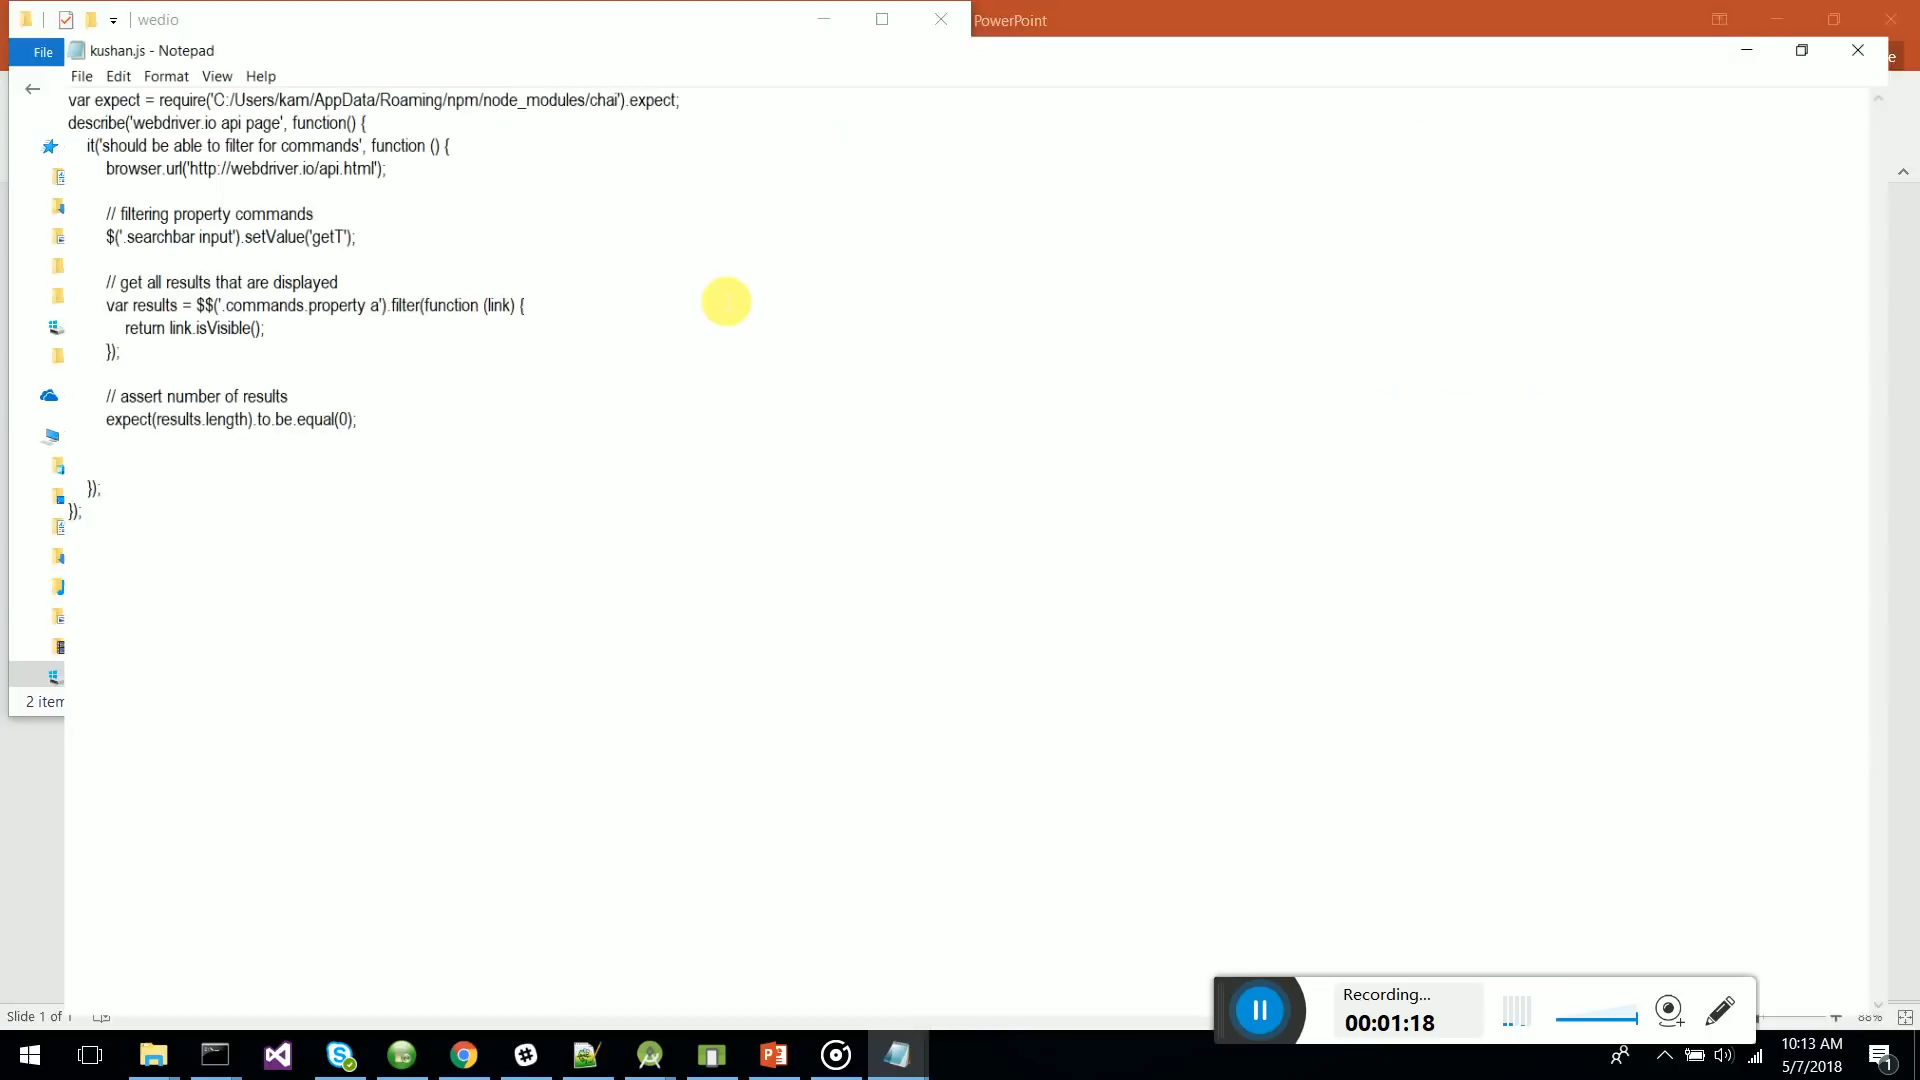 wedio
PowerPoint
File
kushan.js - Notepad
File Edit Format View Help
var expect = require('C:/Users/kam/AppData/Roaming/npm/node_modules/chai').expect;
describe('webdriver.io api page', function() {
it('should be able to filter for commands', function () {
browser.url('http://webdriver.io/api.html');
// filtering property commands
$('.searchbar input').setValue('getT');
// get all results that are displayed
var results = $$('.commands.property a').filter(function (link) {
return link.isVisible();
});
// assert number of results
expect(results.length).to.be.equal(0);
});
});
2 item
Slide 1 of 1
88%
Recording...
00:01:18
10:13 AM
5/7/2018
1